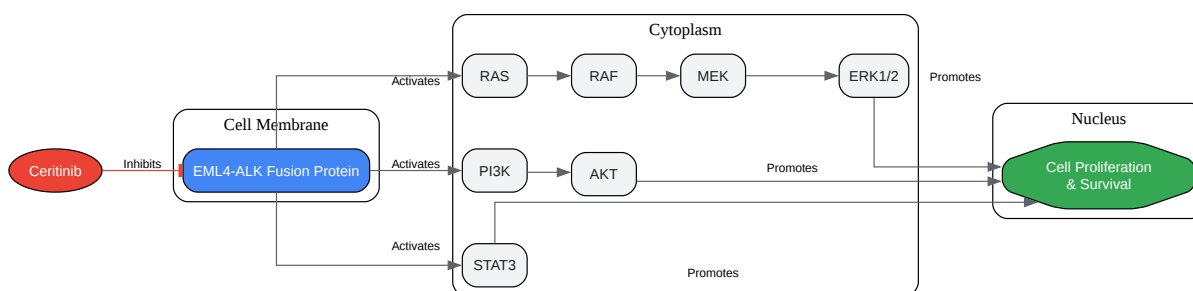 Cytoplasm
RAS
RAF
MEK
ERK1/2
Activates
Promotes
Cell Membrane
Nucleus
Ceritinib
Inhibits
EML4-ALK Fusion Protein
Activates
PI3K
AKT
Promotes
Cell Proliferation
& Survival
Activates
STAT3
Promotes